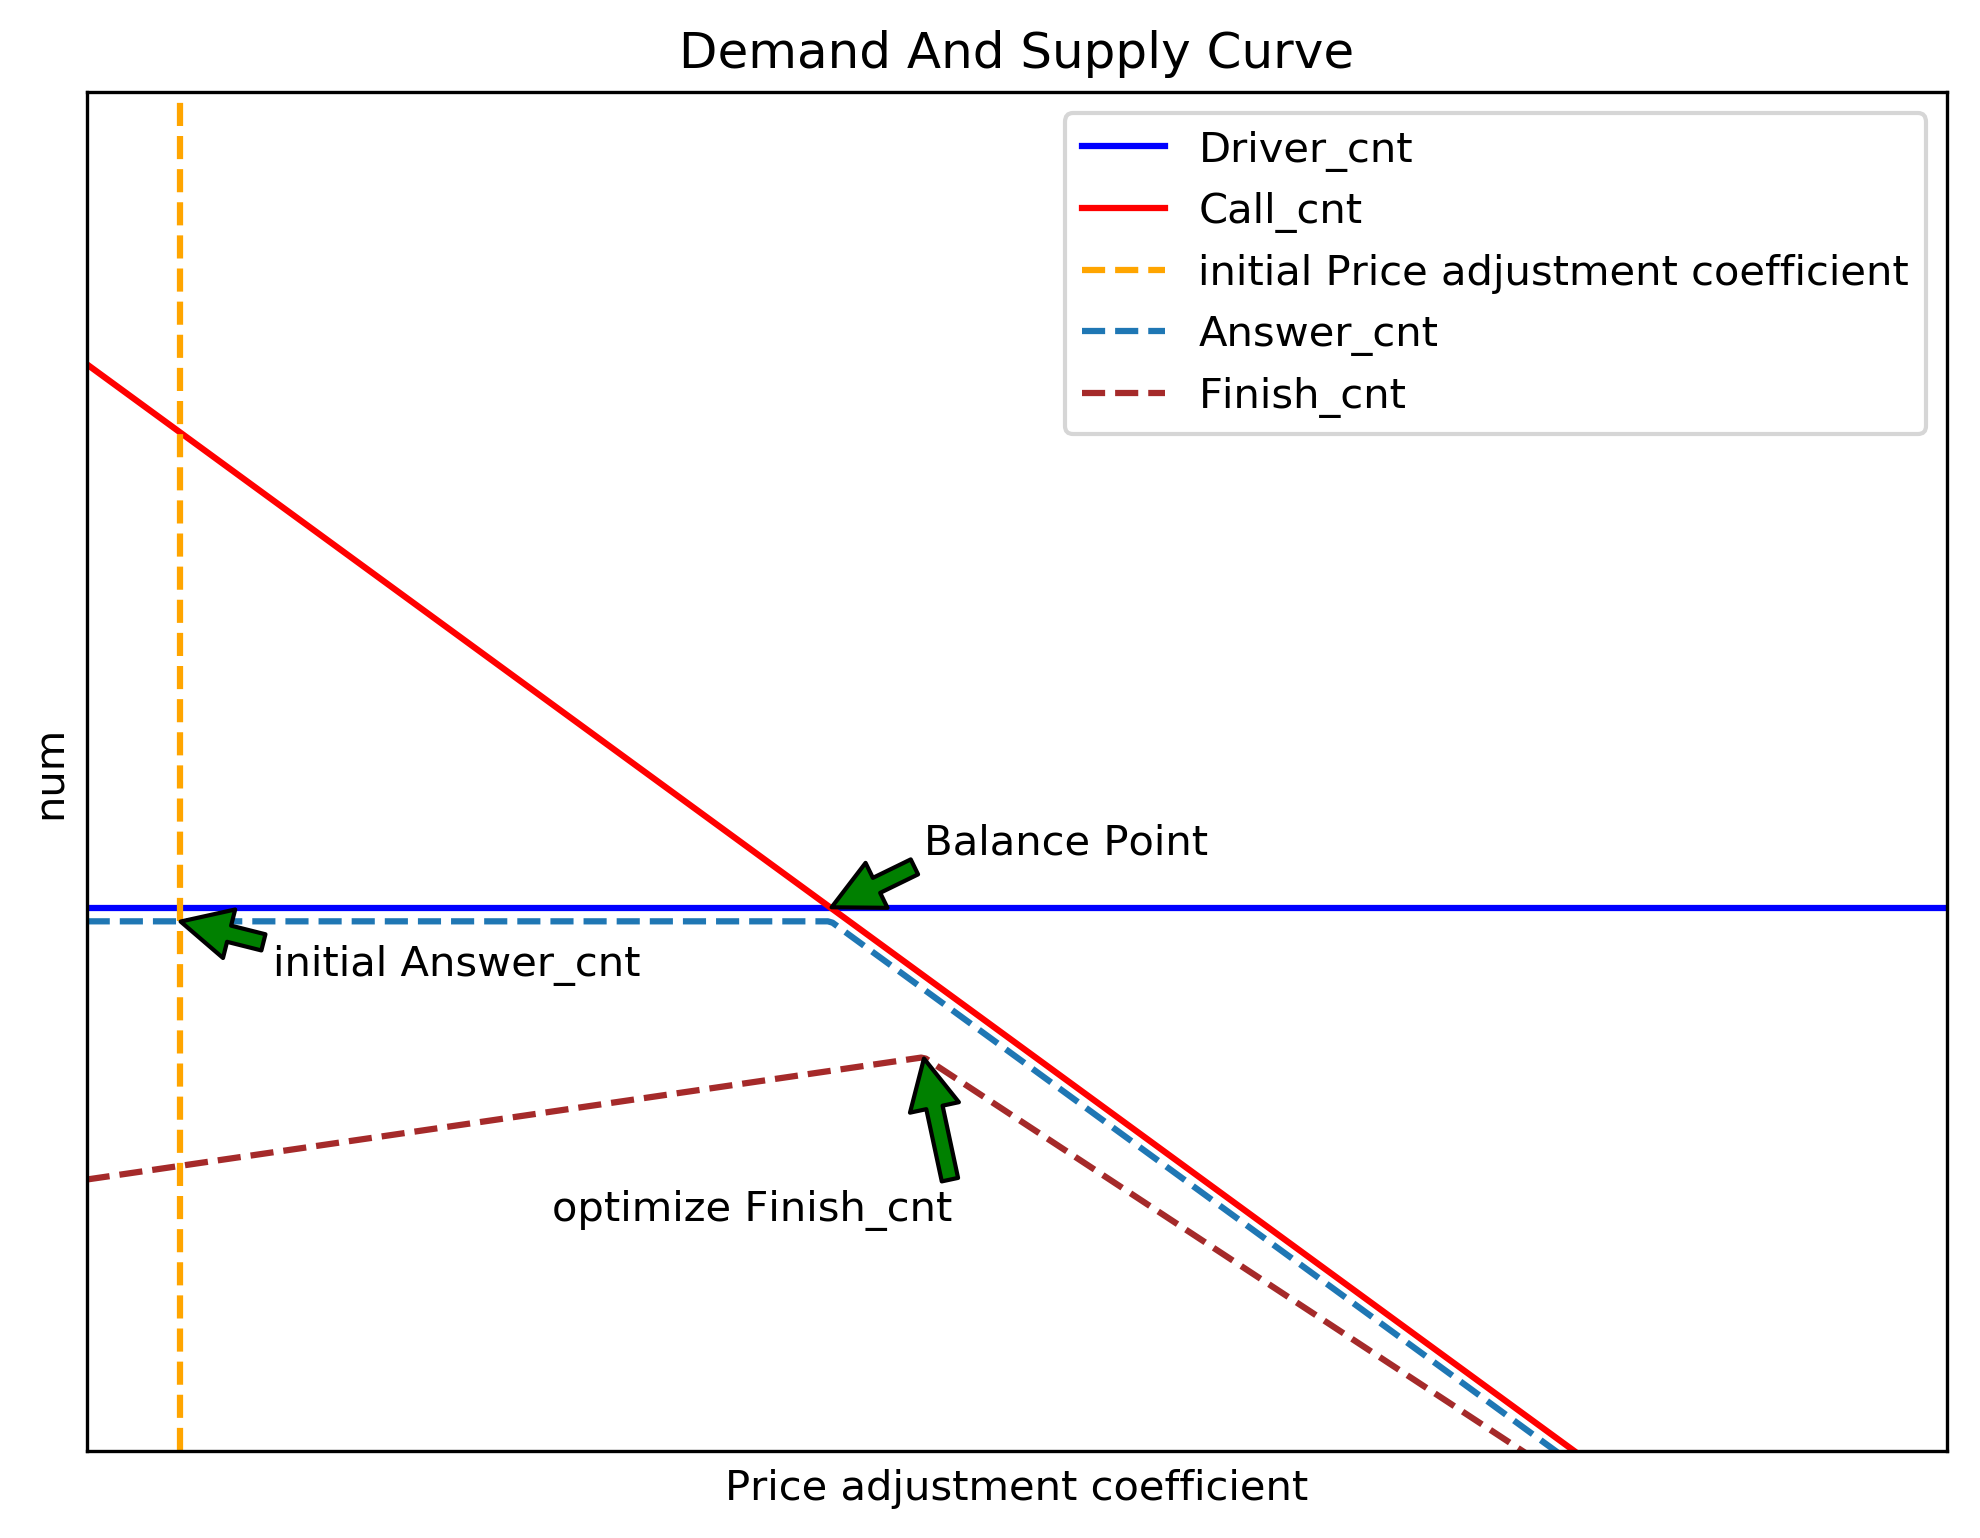 Demand And Supply Curve
Driver_cnt
Call_cnt
initial Price adjustment coefficient
Answer_cnt
Finish_cnt
num
Balance Point
initial Answer_cnt
optimize Finish_cnt
Price adjustment coefficient